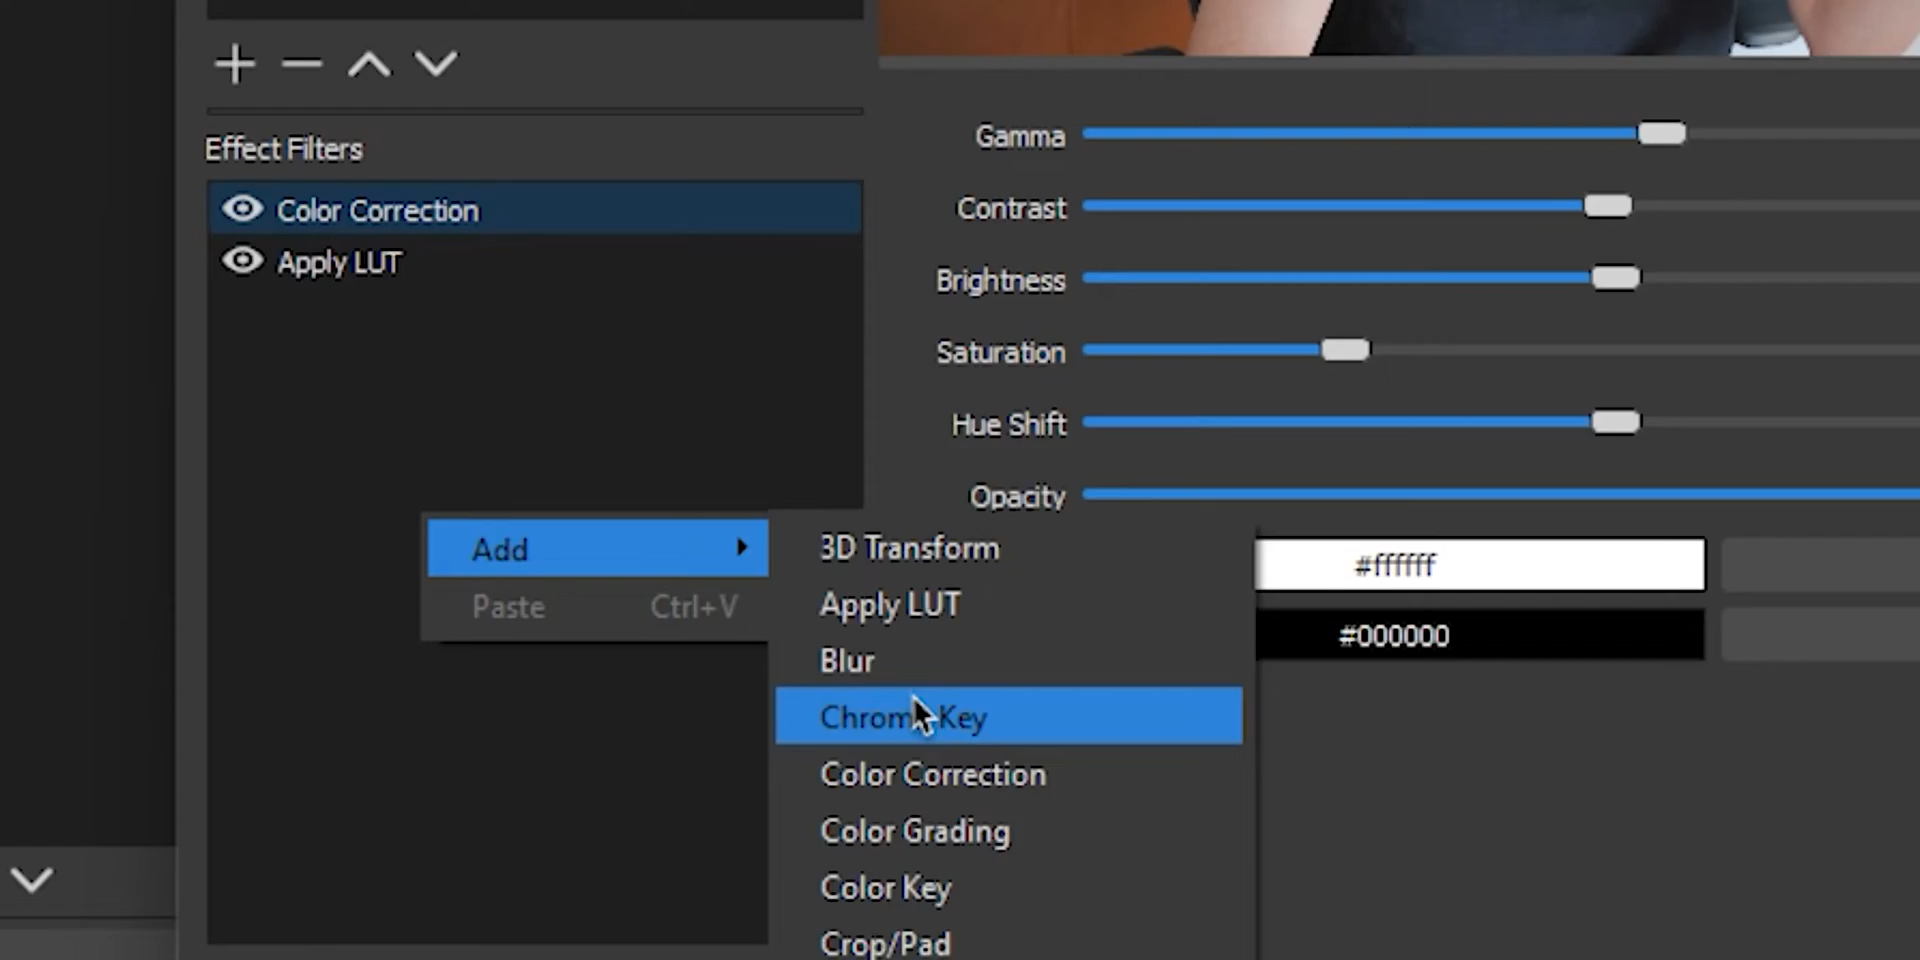 Effect Filters
Color Correction
Apply LUT
Gamma
Contrast
Brightness
Saturation
Hue Shift
Opacity
#ffffff
#000000
Add
Paste Ctrl+V
3D Transform
Apply LUT
Blur
Chroma Key
Color Correction
Color Grading
Color Key
Crop/Pad